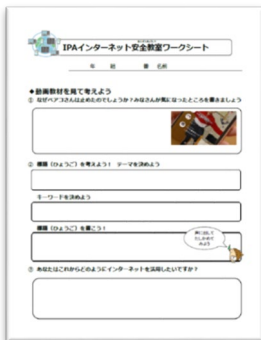 IPAインターネット安全教室ワークシート
年 組 番 名前
◆動画教材を見て考えよう
① なぜベアコさんは止めたのでしょうか？みなさんが気になったところを書きましょう
② 標語（ひょうご）を考えよう！ テーマを決めよう
キーワードを決めよう
標語（ひょうご）を書こう！
声に出して
③ あなたはこれからどのようにインターネットを活用したいですか？